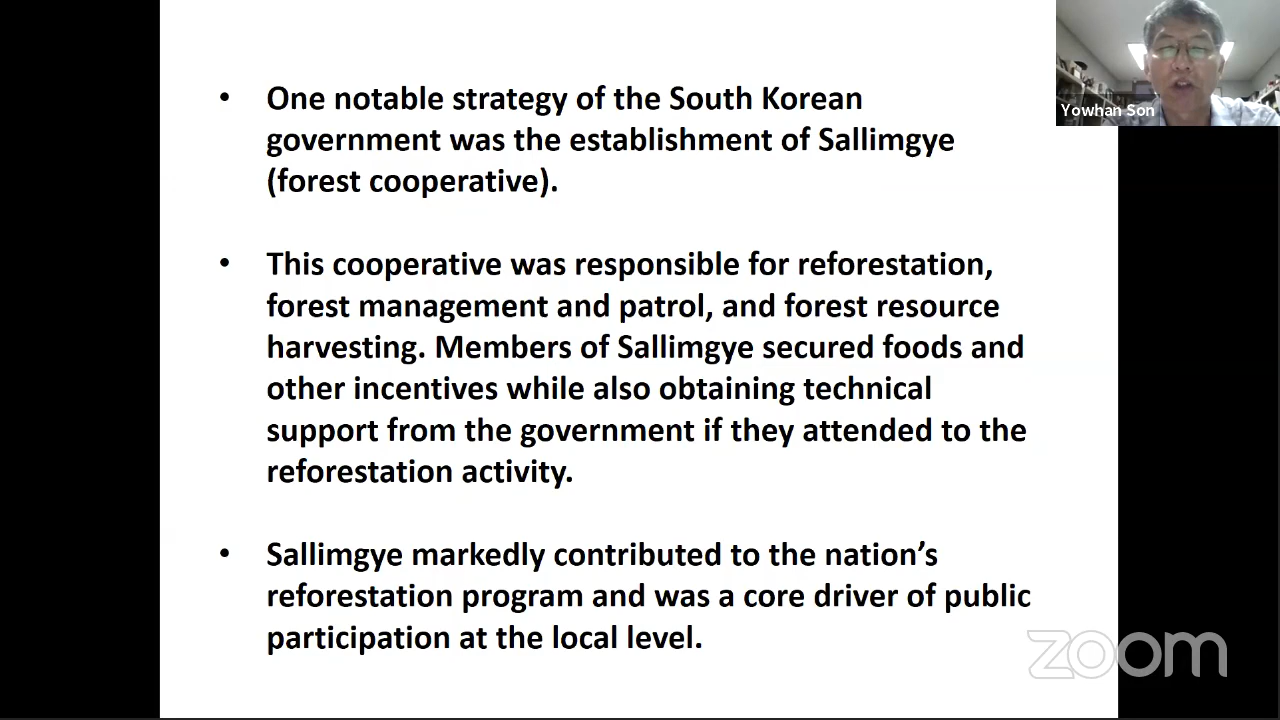 • One notable strategy of the South Korean
government was the establishment of Sallimgye
(forest cooperative).
• This cooperative was responsible for reforestation,
forest management and patrol, and forest resource
harvesting. Members of Sallimgye secured foods and
other incentives while also obtaining technical
support from the government if they attended to the
reforestation activity.
• Sallimgye markedly contributed to the nation’s
reforestation program and was a core driver of public
participation at the local level.
Yowhan Son
zoom